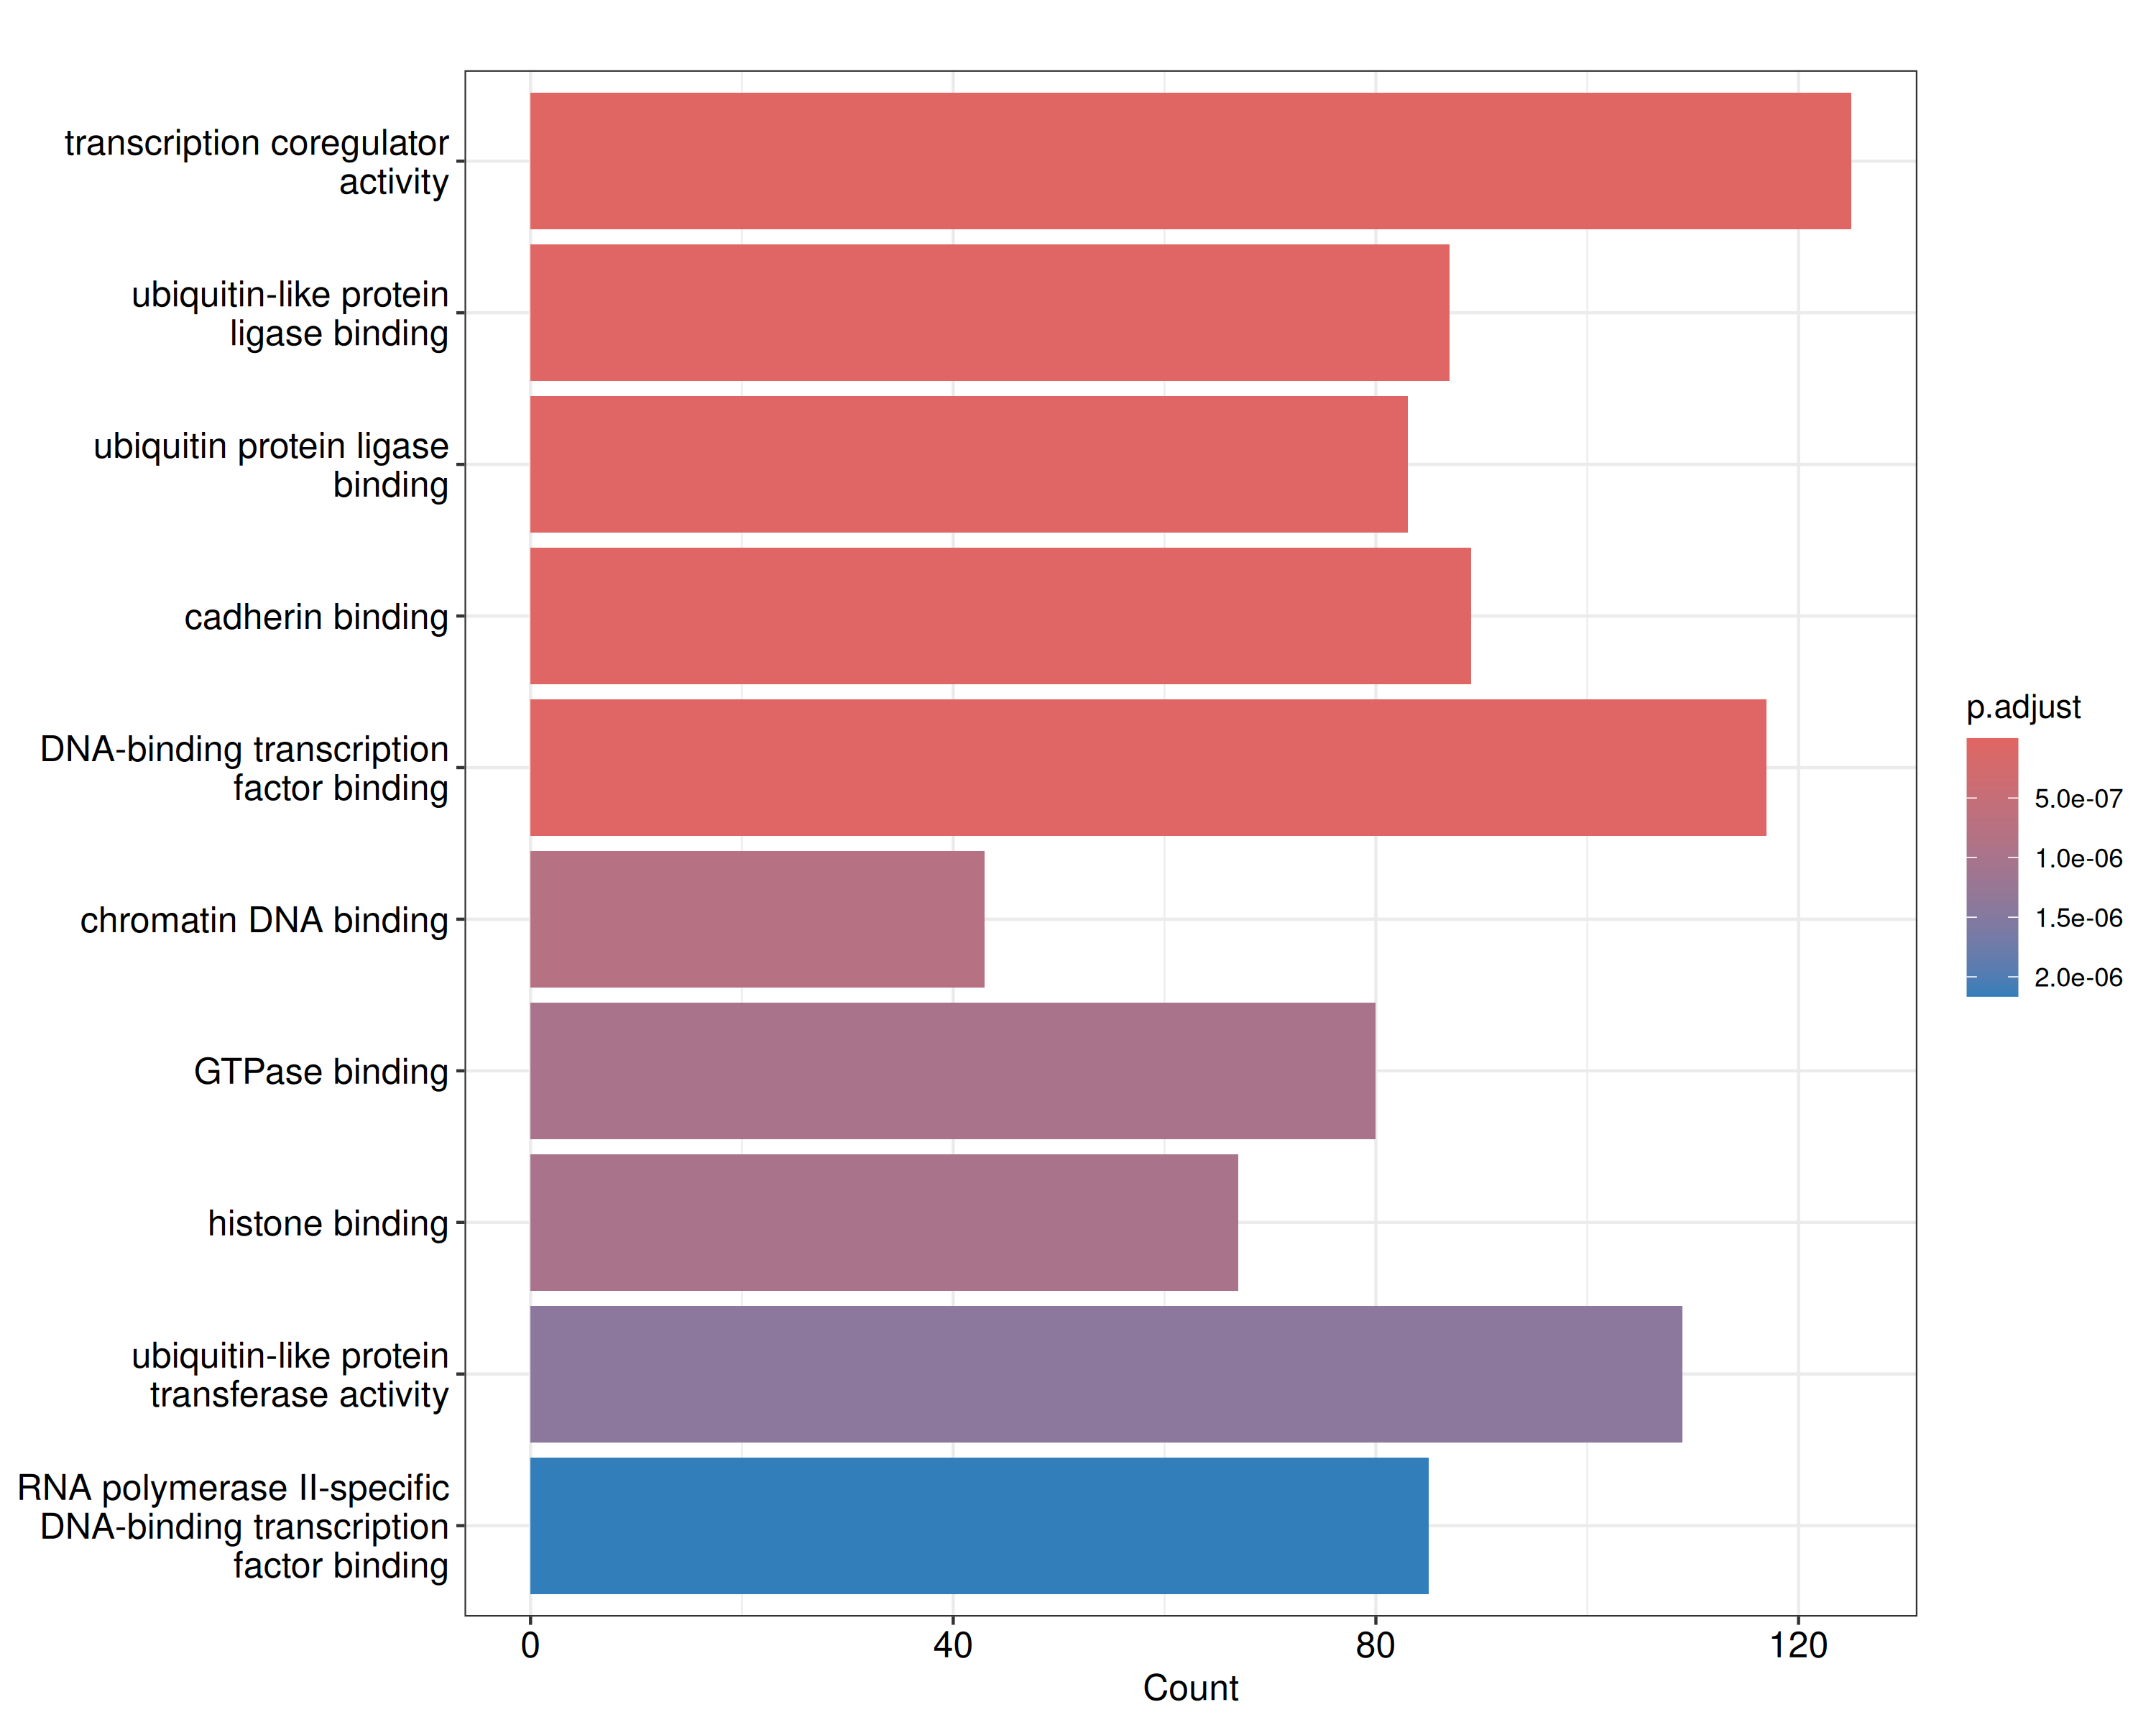 transcription coregulator
activity
ubiquitin-like protein
ligase binding
ubiquitin protein ligase
binding
cadherin binding
DNA-binding transcription
factor binding
chromatin DNA binding
GTPase binding
histone binding
ubiquitin-like protein
transferase activity
RNA polymerase II-specific
DNA-binding transcription
factor binding
0
40
80
120
Count
p.adjust
5.0e-07
1.0e-06
1.5e-06
2.0e-06